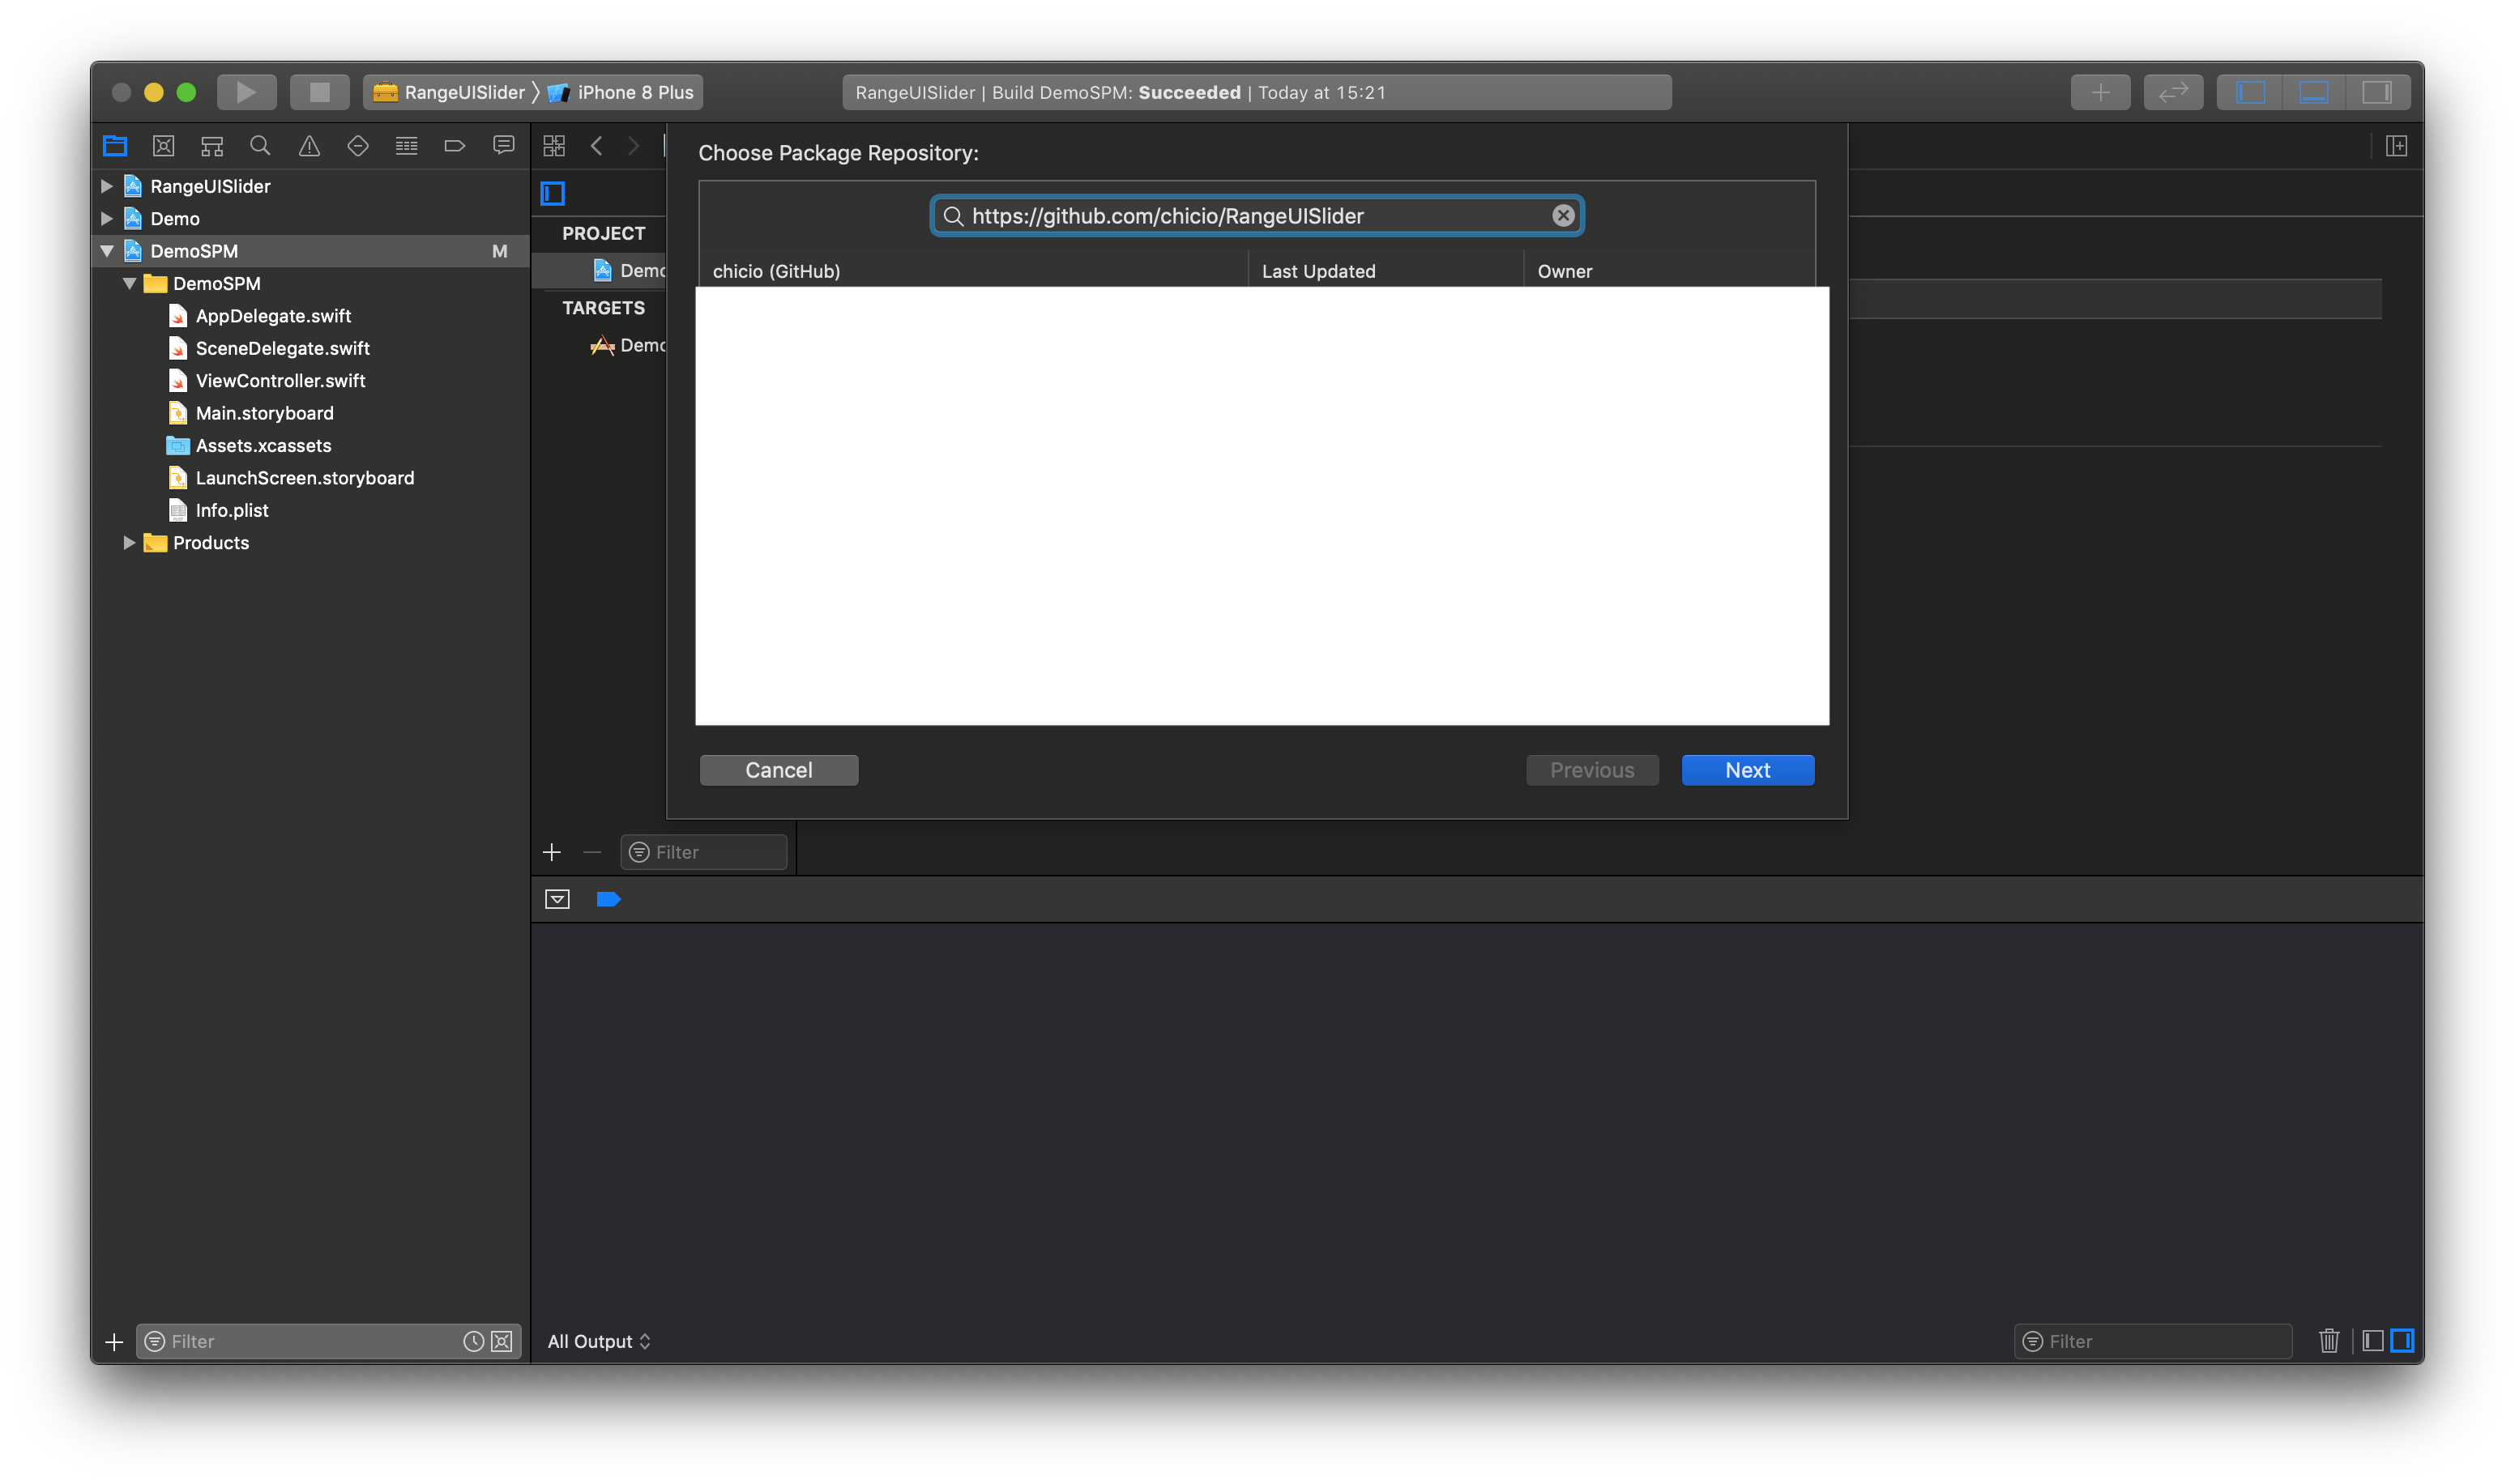 RangeUISlider
iPhone 8 Plus
RangeUISlider | Build DemoSPM: Succeeded | Today at 15:21
RangeUISlider
Demo
DemoSPM
M
DemoSPM
AppDelegate.swift
SceneDelegate.swift
ViewController.swift
Main.storyboard
Assets.xcassets
LaunchScreen.storyboard
Info.plist
Products
Filter
PROJECT
Demo
TARGETS
Demo
Filter
Choose Package Repository:
https://github.com/chicio/RangeUISlider
chicio (GitHub)
Last Updated
Owner
Cancel
Previous
Next
All Output
Filter